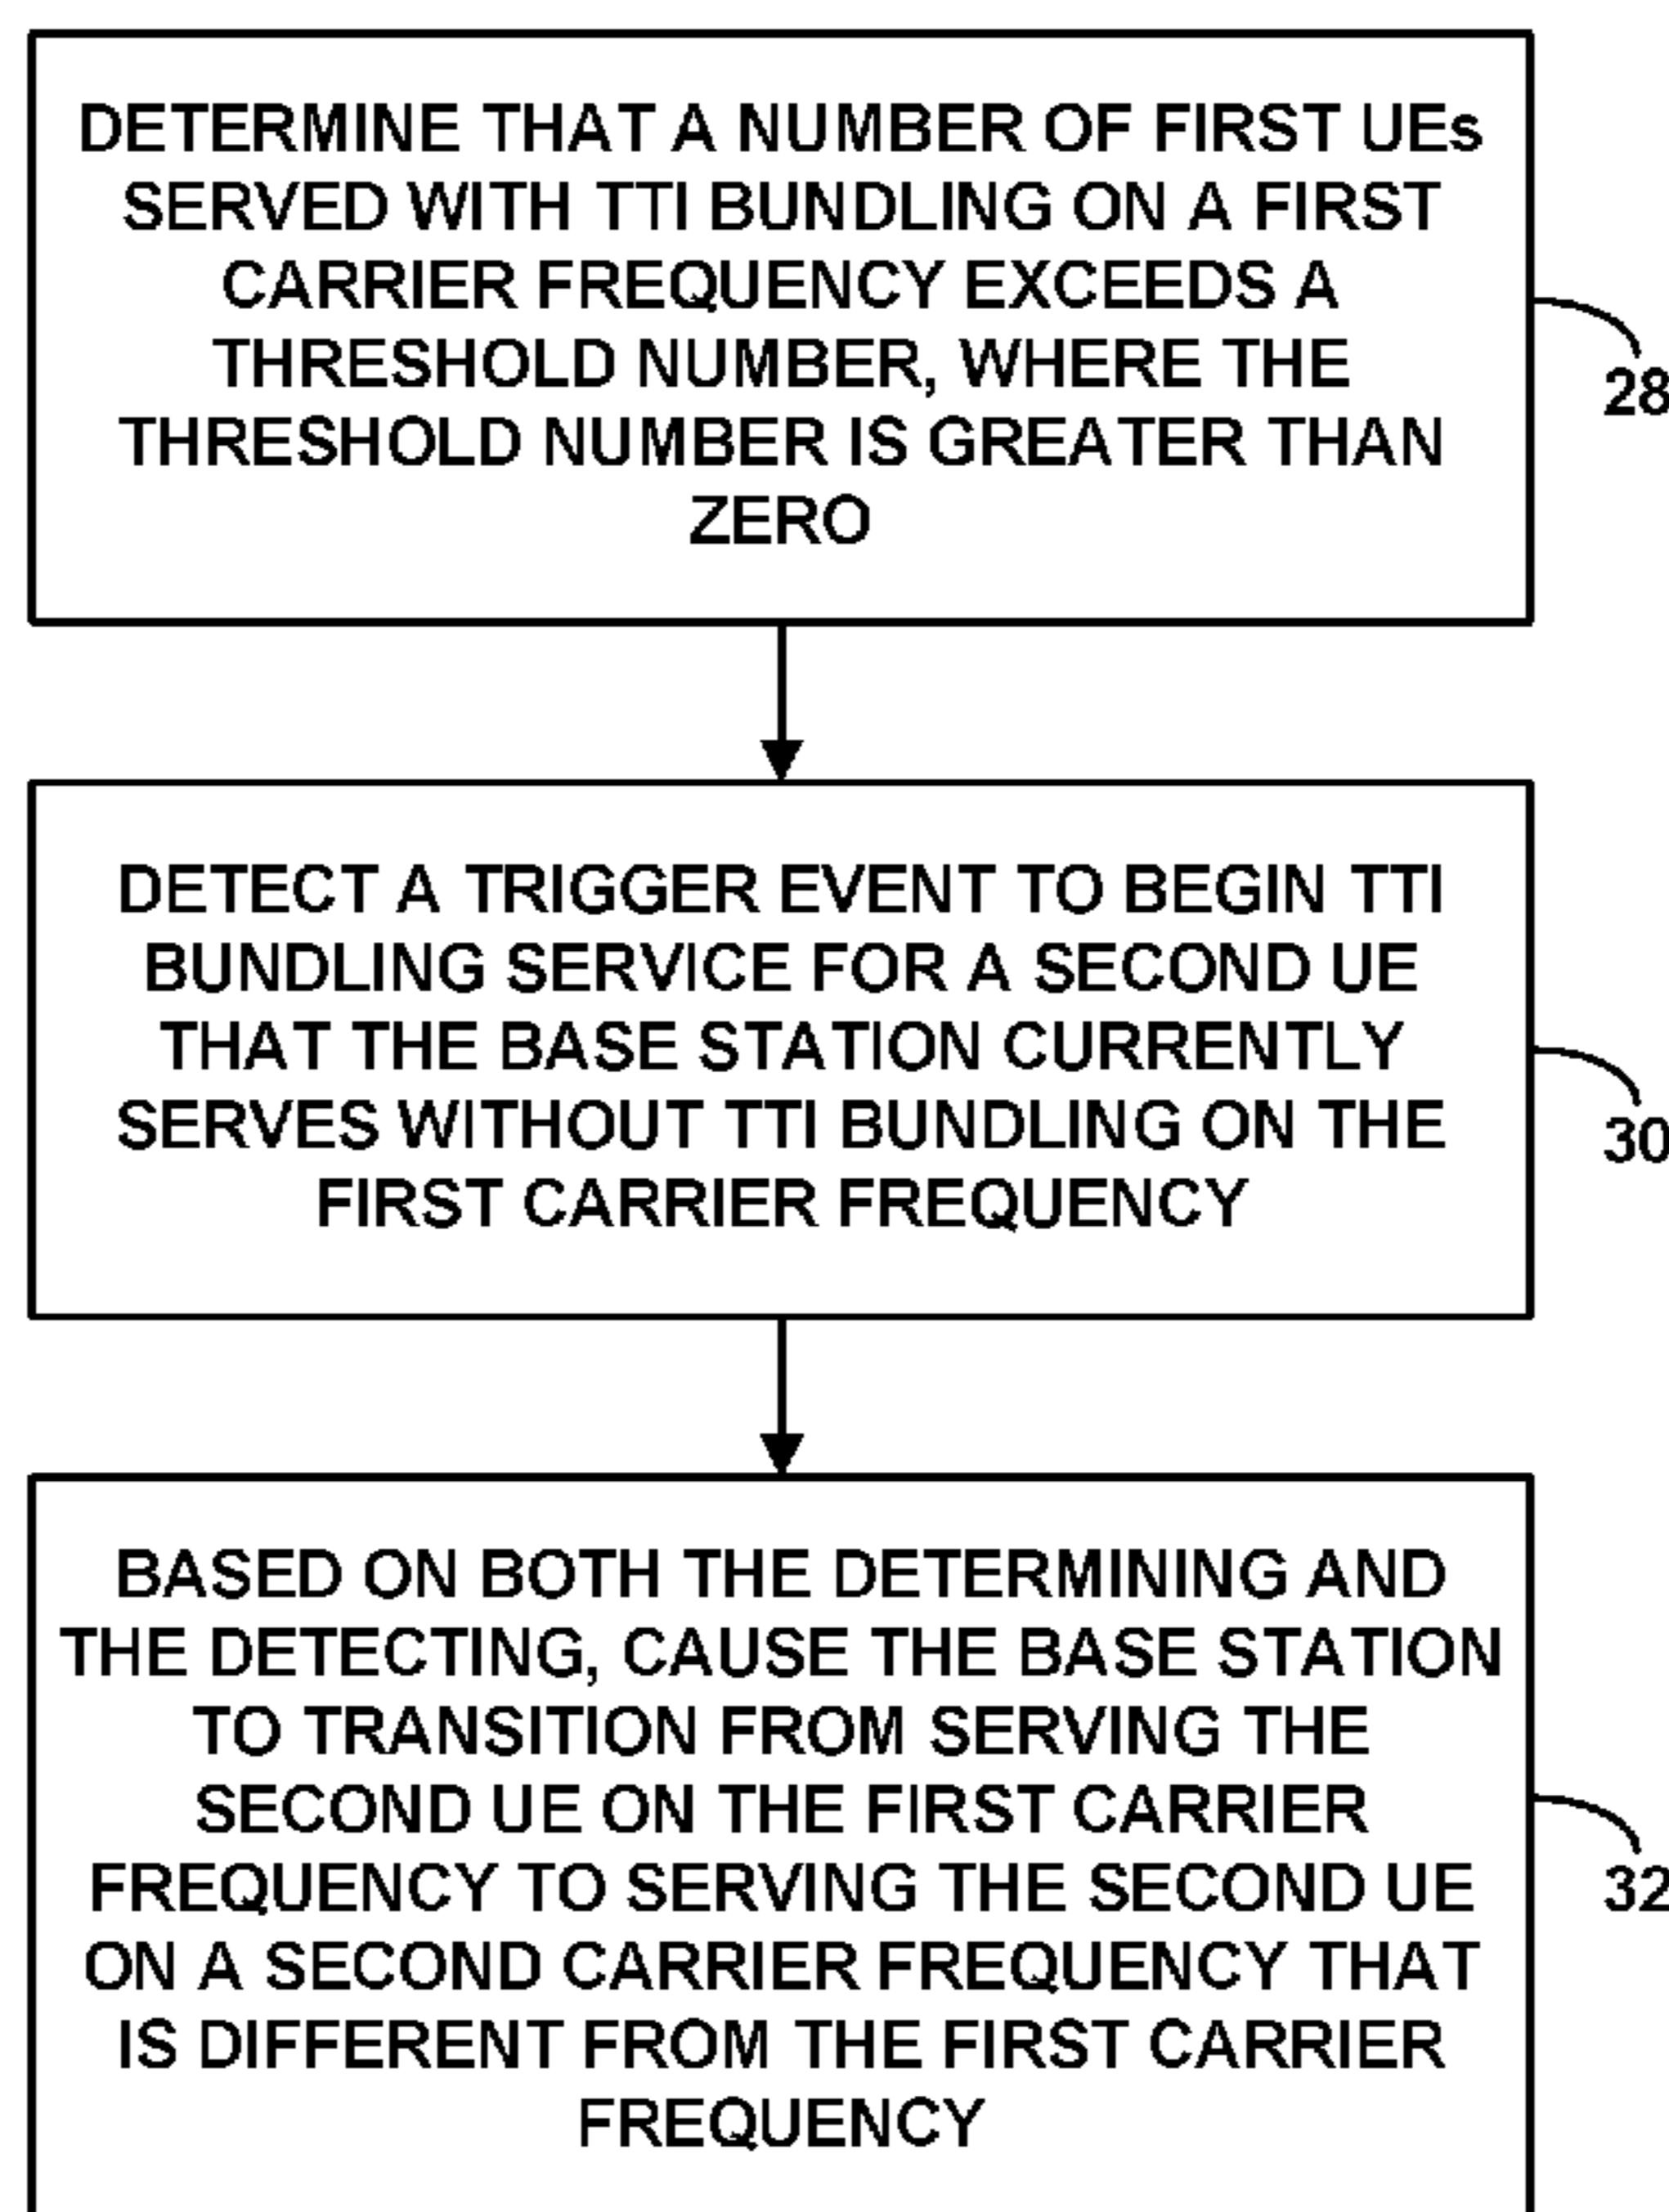 DETERMINE THAT A NUMBER OF FIRST UEs
SERVED WITH TTI BUNDLING ON A FIRST
CARRIER FREQUENCY EXCEEDS A
THRESHOLD NUMBER, WHERE THE
THRESHOLD NUMBER IS GREATER THAN
ZERO
28
DETECT A TRIGGER EVENT TO BEGIN TTI
BUNDLING SERVICE FOR A SECOND UE
THAT THE BASE STATION CURRENTLY
SERVES WITHOUT TTI BUNDLING ON THE
FIRST CARRIER FREQUENCY
30
BASED ON BOTH THE DETERMINING AND
THE DETECTING, CAUSE THE BASE STATION
TO TRANSITION FROM SERVING THE
SECOND UE ON THE FIRST CARRIER
FREQUENCY TO SERVING THE SECOND UE
ON A SECOND CARRIER FREQUENCY THAT
IS DIFFERENT FROM THE FIRST CARRIER
FREQUENCY
32